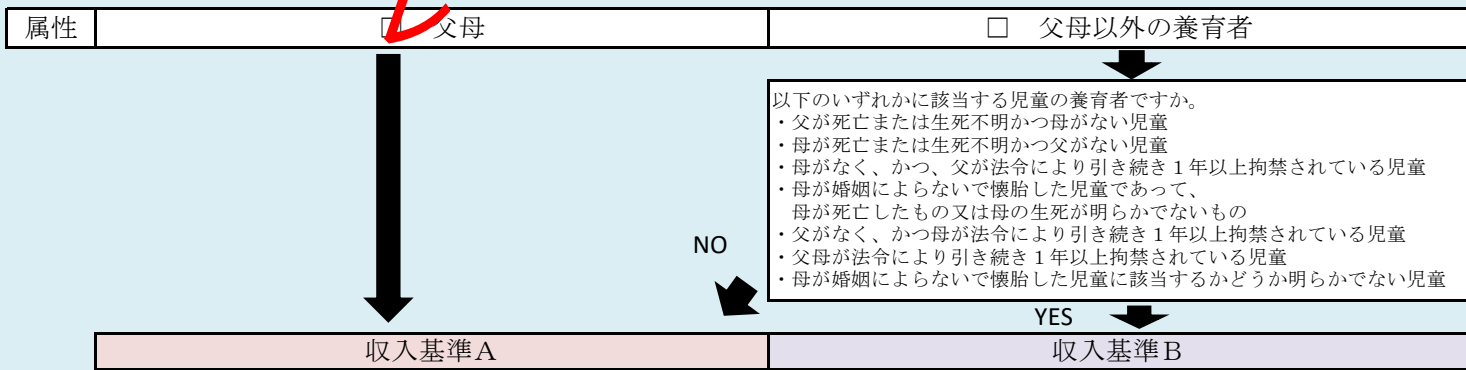 属性
□ 父母
□ 父母以外の養育者
以下のいずれかに該当する児童の養育者ですか。
・父が死亡または生死不明かつ母がない児童
・母が死亡または生死不明かつ父がない児童
・母がなく、かつ、父が法令により引き続き１年以上拘禁されている児童
・母が婚姻によらないで懐胎した児童であって、
母が死亡したもの又は母の生死が明らかでないもの
・父がなく、かつ母が法令により引き続き１年以上拘禁されている児童
・父母が法令により引き続き１年以上拘禁されている児童
・母が婚姻によらないで懐胎した児童に該当するかどうか明らかでない児童
NO
YES
収入基準A
収入基準B